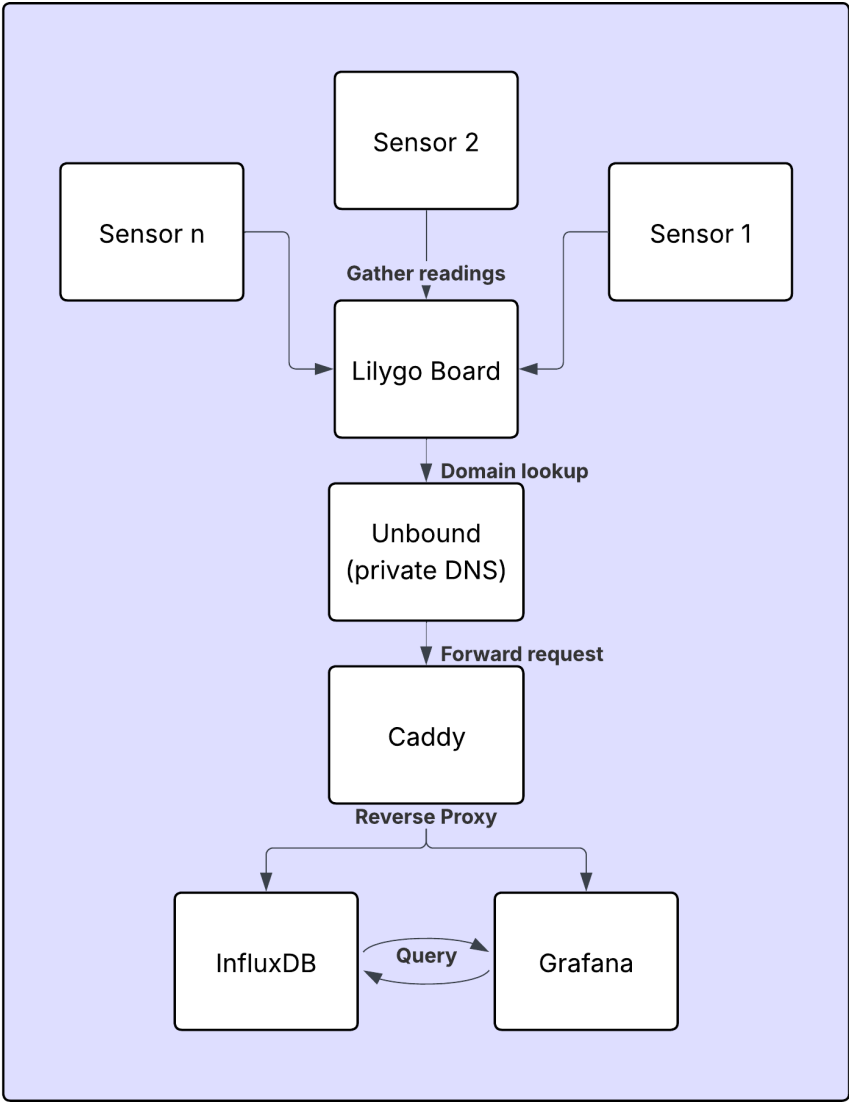 Sensor 2
Sensor n
Sensor 1
Gather readings
Lilygo Board
Domain lookup
Unbound
(private DNS)
Forward request
Caddy
Reverse Proxy
InfluxDB
Query
Grafana